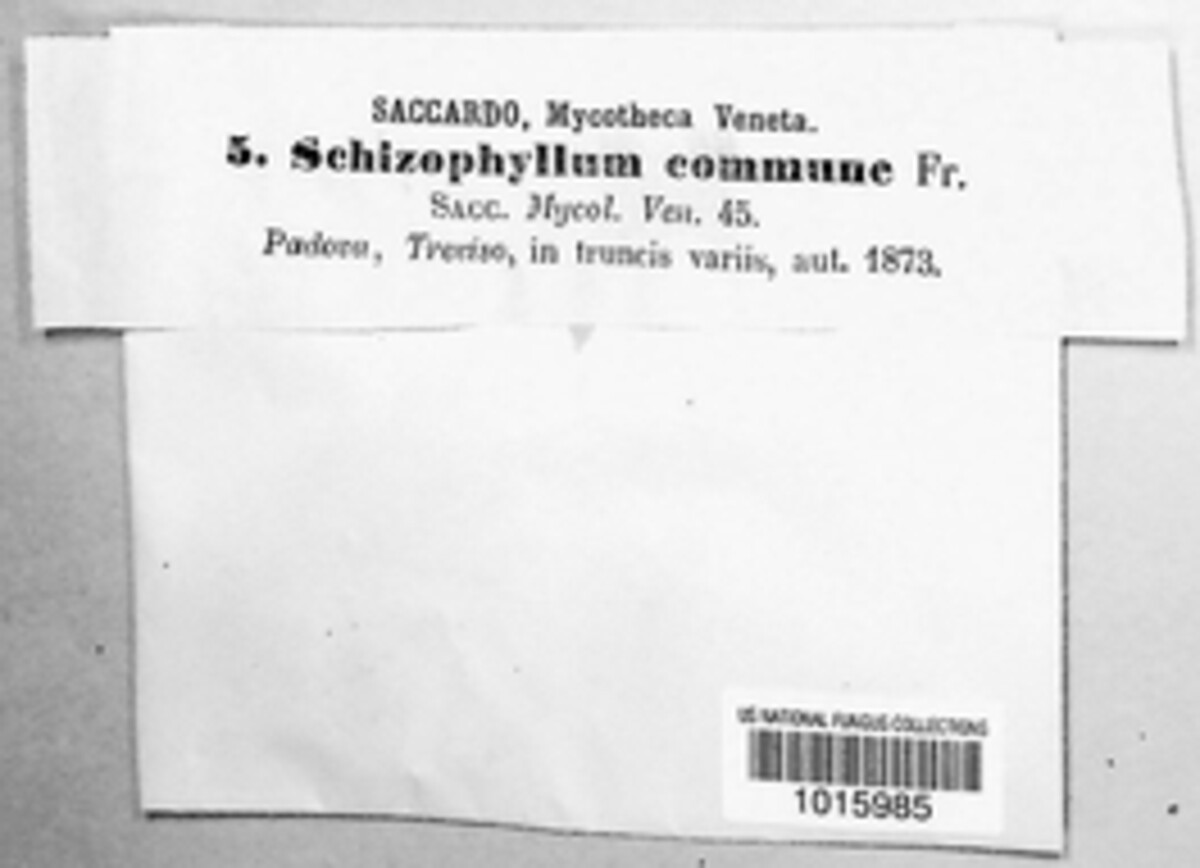 SACCARDO, Mycotheca Veneta.
5. Schizophyllum commune Fr.
SACC. Mycol. Ven. 45.
Padova, Treviso, in truncis variis, aut. 1873.
US NATIONAL FUNGUS COLLECTIONS
1015985